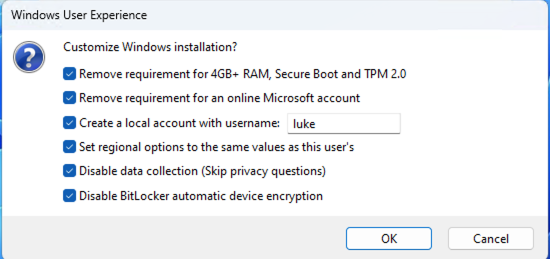 Windows User Experience
Customize Windows installation?
Remove requirement for 4GB+ RAM, Secure Boot and TPM 2.0
Remove requirement for an online Microsoft account
Create a local account with username: luke
Set regional options to the same values as this user's
Disable data collection (Skip privacy questions)
Disable BitLocker automatic device encryption
OK Cancel